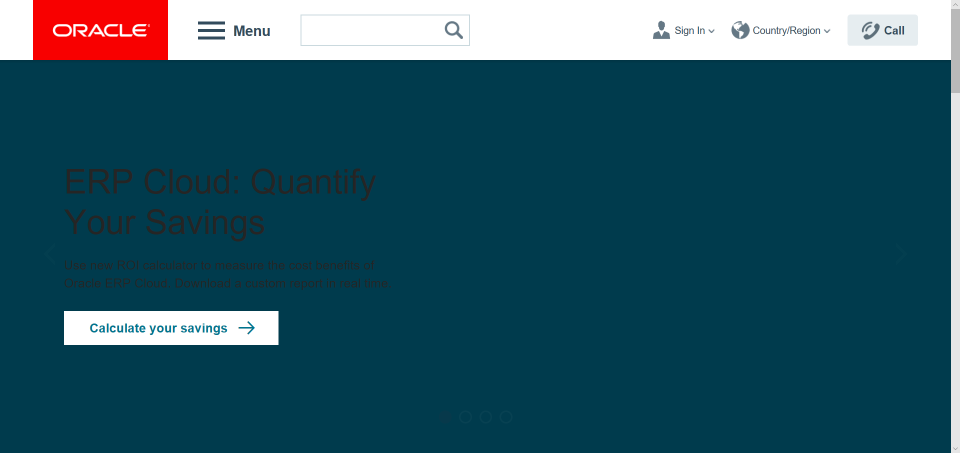 ORACLE
Menu
Sign In
Country/Region
Call
ERP Cloud: Quantify
Your Savings
Use new ROI calculator to measure the real benefits of
Oracle ERP Cloud. Download a custom report in real time.
Calculate your savings